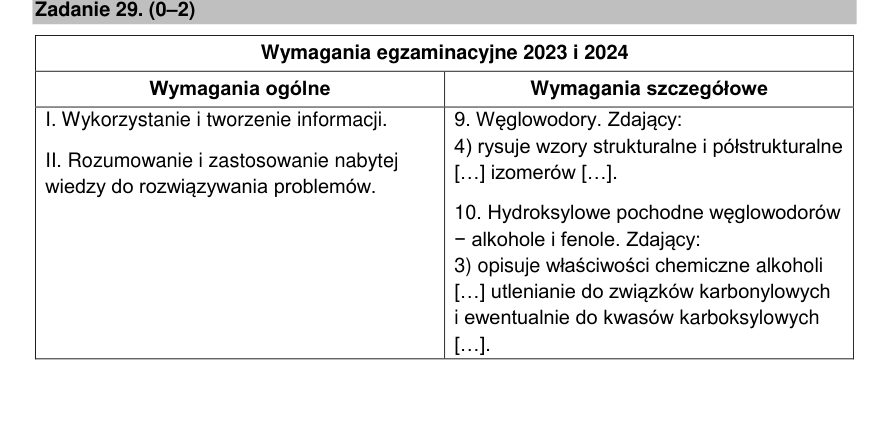 Zadanie 29. (0–2)
Wymagania egzaminacyjne 2023 i 2024
Wymagania ogólne
Wymagania szczegółowe
I. Wykorzystanie i tworzenie informacji.
II. Rozumowanie i zastosowanie nabytej
wiedzy do rozwiązywania problemów.
9. Węglowodory. Zdający:
4) rysuje wzory strukturalne i półstrukturalne
[…] izomerów […].
10. Hydroksylowe pochodne węglowodorów
− alkohole i fenole. Zdający:
3) opisuje właściwości chemiczne alkoholi
[…] utlenianie do związków karbonylowych
i ewentualnie do kwasów karboksylowych
[…].